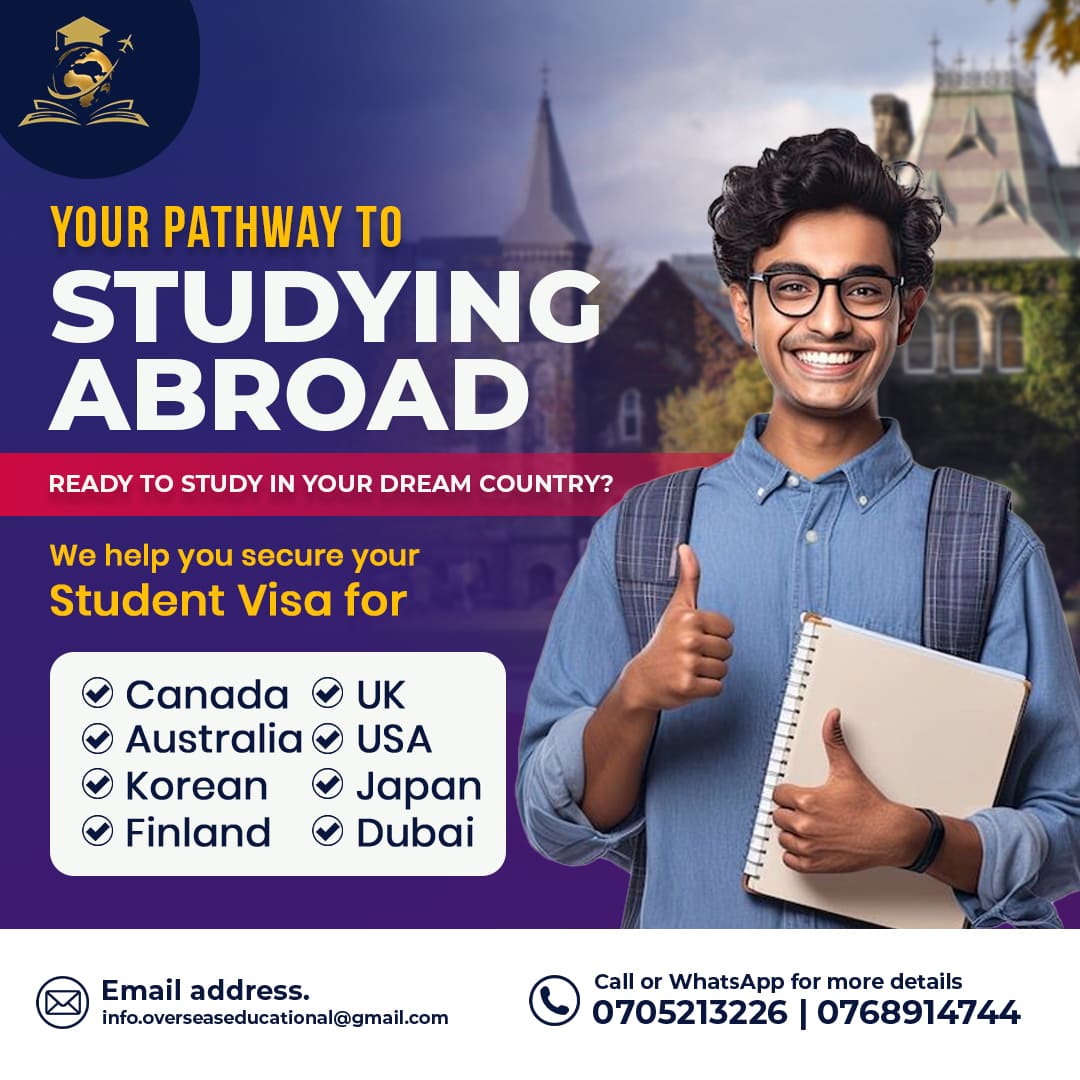 YOUR PATHWAY TO
STUDYING
ABROAD
READY TO STUDY IN YOUR DREAM COUNTRY?
We help you secure your
Student Visa for
Canada
UK
Australia
USA
Korean
Japan
Finland
Dubai
Email address.
info.overseaseducational@gmail.com
Call or WhatsApp for more details
0705213226 | 0768914744